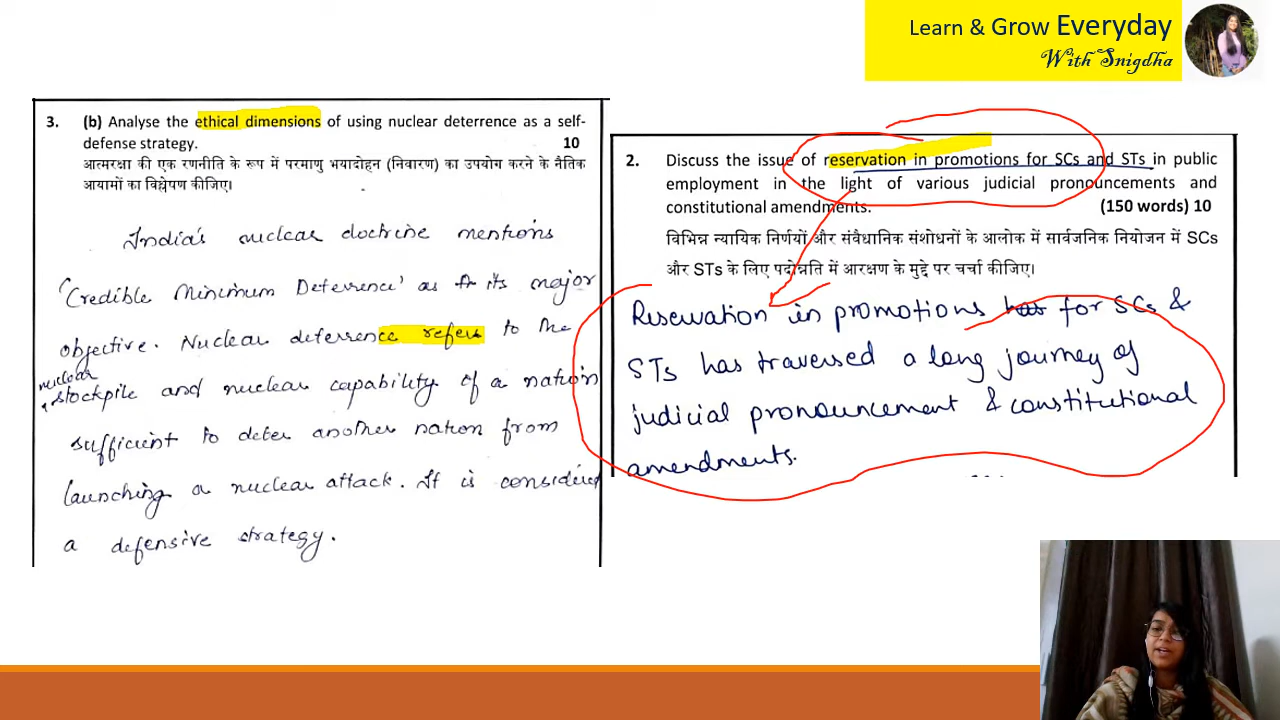 Learn & Grow Everyday
With Snigdha
3. (b) Analyse the ethical dimensions of using nuclear deterrence as a self-
defense strategy. 10
आत्मरक्षा की एक रणनीति के रूप में परमाणु भयादोहन (निवारण) का उपयोग करने के नैतिक
आयामों का विश्लेषण कीजिए।
India's nuclear doctrine mentions
'Credible Minimum Deterrence' as its major
objective. Nuclear deterrence refers to the
nuclear
stockpile and nuclear capability of a nation
sufficient to deter another nation from
launching a nuclear attack. It is considered
a defensive strategy.
2. Discuss the issue of reservation in promotions for SCs and STs in public
employment in the light of various judicial pronouncements and
constitutional amendments. (150 words) 10
विभिन्न न्यायिक निर्णयों और संवैधानिक संशोधनों के आलोक में सार्वजनिक नियोजन में SCs
और STs के लिए पदोन्नति में आरक्षण के मुद्दे पर चर्चा कीजिए।
Reservation in promotions has for SCs &
STs has traversed a long journey of
judicial pronouncement & constitutional
amendments.